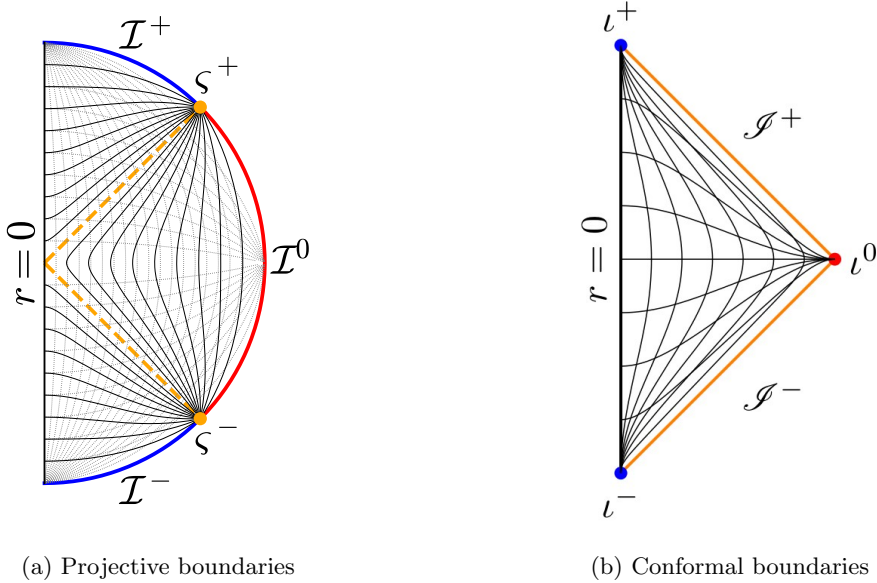 𝓘⁺
ς⁺
r = 0
𝓘⁰
ς⁻
𝓘⁻
(a) Projective boundaries
ι⁺
𝒥⁺
r = 0
ι⁰
𝒥⁻
ι⁻
(b) Conformal boundaries